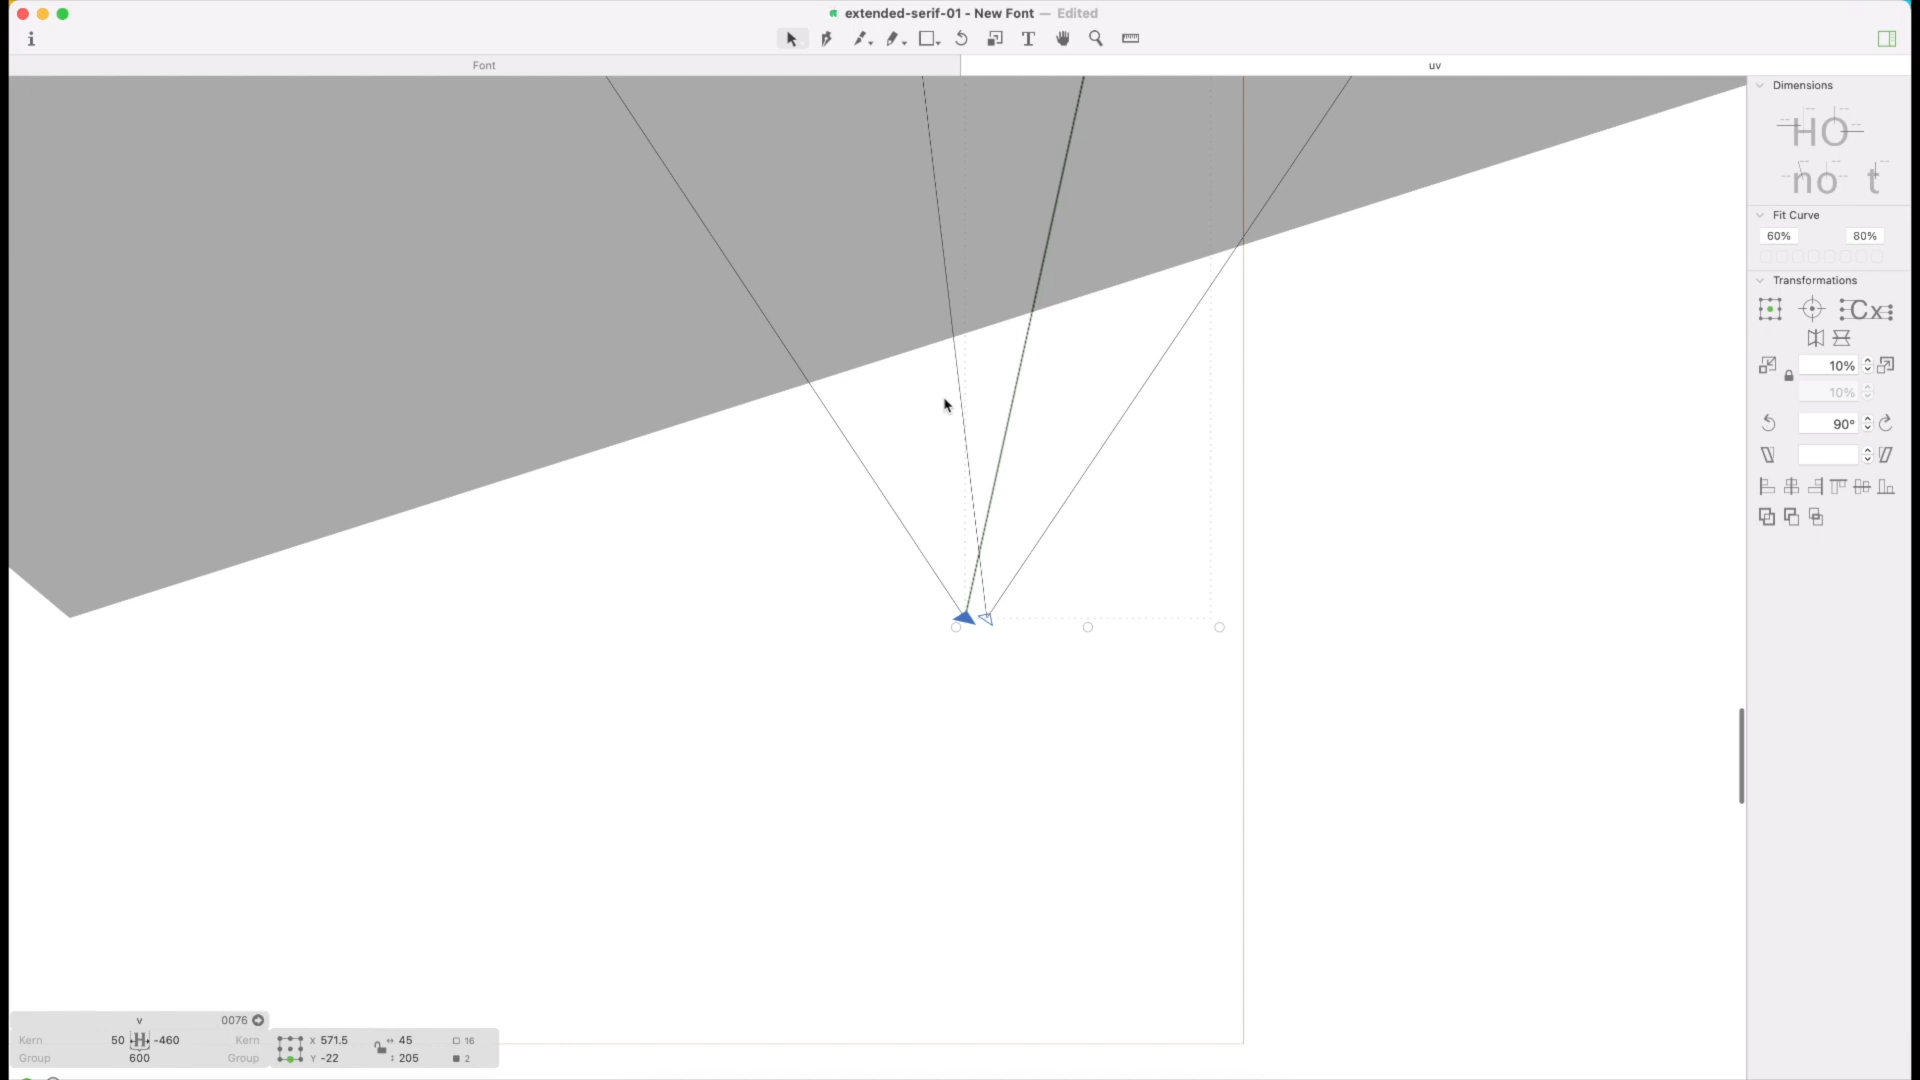 extended-serif-01 - New Font — Edited
Font
uv
Dimensions
HO
no t
Fit Curve
60% 80%
Transformations
Cx
10%
10%
90°
v 0076
Kern 50 H -460 Kern
Group 600 Group
X 571.5 45 16
Y -22 205 2